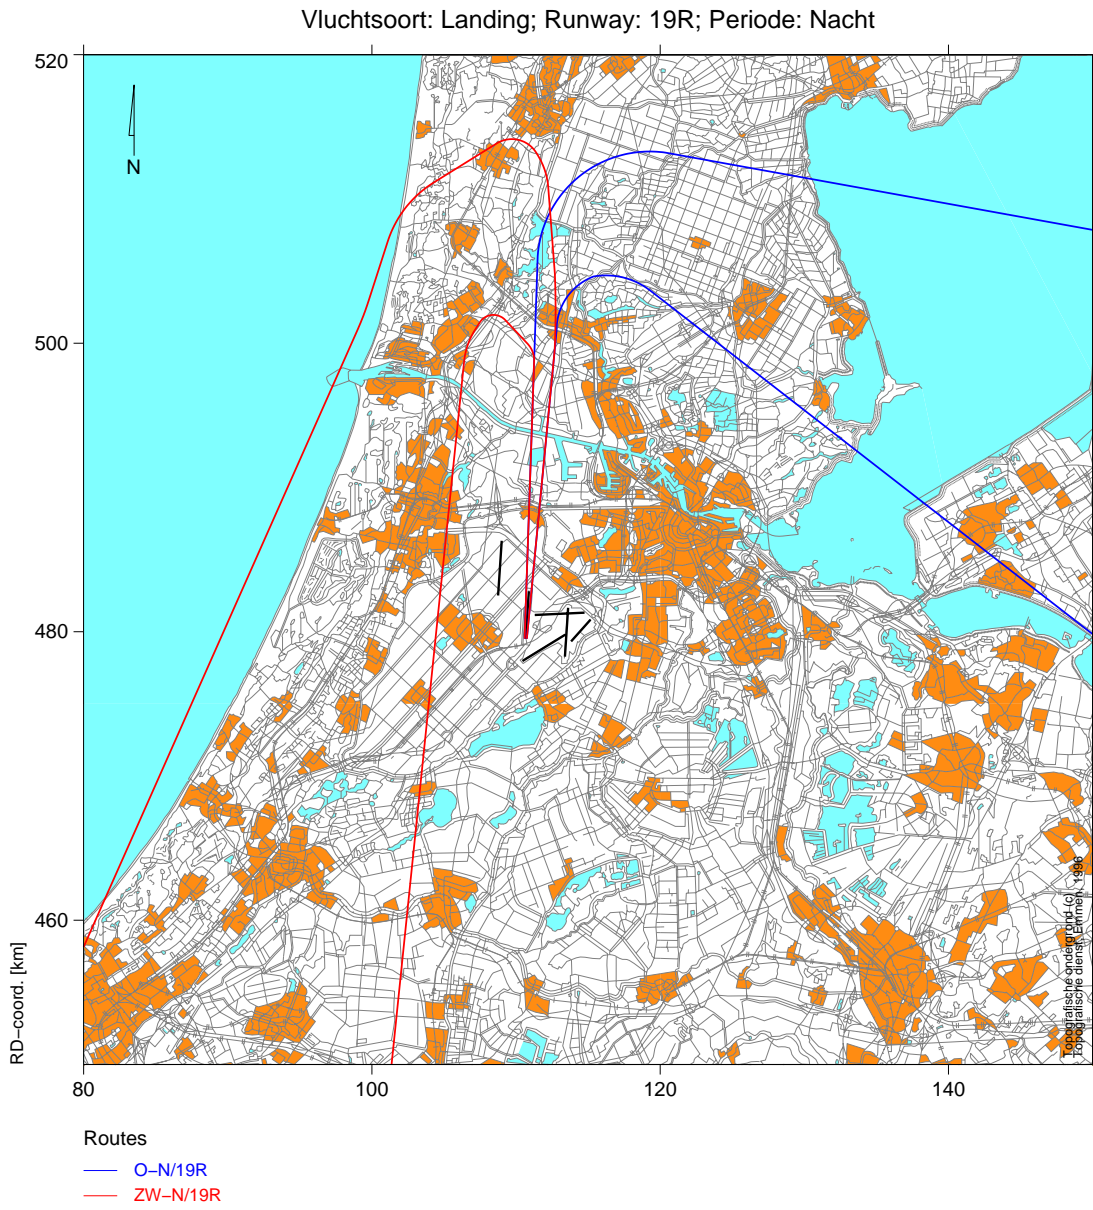 Vluchtsoort: Landing; Runway: 19R; Periode: Nacht
520
500
480
460
N
RD–coord. [km]
80
100
120
140
Topografische ondergrond (c)
Topografische dienst, Emmen, 1996
Routes
O–N/19R
ZW–N/19R